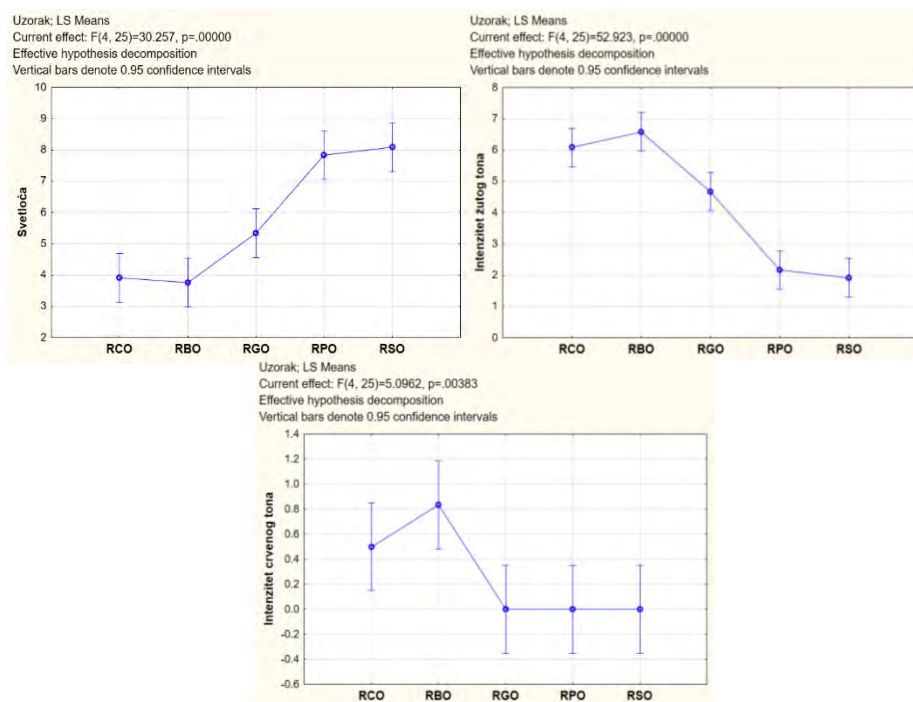 Uzorak; LS Means
Current effect: F(4, 25)=30.257, p=.00000
Effective hypothesis decomposition
Vertical bars denote 0.95 confidence intervals
10
9
8
7
6
5
4
3
2
Svetloća
RCO RBO RGO RPO RSO
Uzorak; LS Means
Current effect: F(4, 25)=52.923, p=.00000
Effective hypothesis decomposition
Vertical bars denote 0.95 confidence intervals
8
7
6
5
4
3
2
1
0
Intenzitet žutog tona
RCO RBO RGO RPO RSO
Uzorak; LS Means
Current effect: F(4, 25)=5.0962, p=.00383
Effective hypothesis decomposition
Vertical bars denote 0.95 confidence intervals
1.4
1.2
1.0
0.8
0.6
0.4
0.2
0.0
-0.2
-0.4
-0.6
Intenzitet crvenog tona
RCO RBO RGO RPO RSO